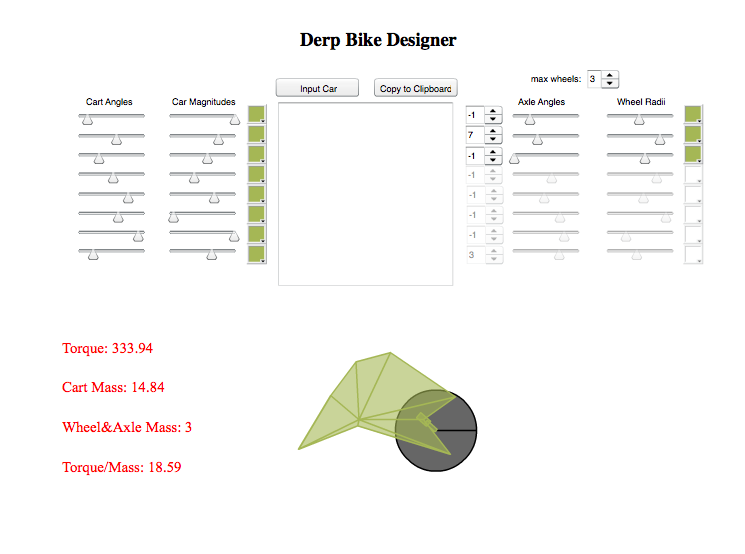 Derp Bike Designer
max wheels: 3
Input Car Copy to Clipboard
Cart Angles Car Magnitudes Axle Angles Wheel Radii
-1
7
-1
-1
-1
-1
-1
3
Torque: 333.94
Cart Mass: 14.84
Wheel&Axle Mass: 3
Torque/Mass: 18.59